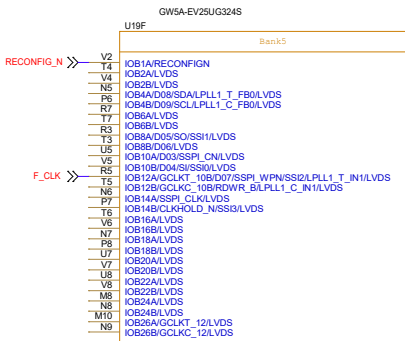 GW5A-EV25UG324S
U19F
Bank5
RECONFIG_N V2 IOB1A/RECONFIGN
T4 IOB2A/LVDS
V4 IOB2B/LVDS
N5 IOB4A/D08/SDA/LPLL1_T_FB0/LVDS
P6 IOB4B/D09/SCL/LPLL1_C_FB0/LVDS
R7 IOB6A/LVDS
T7 IOB6B/LVDS
R3 IOB8A/D05/SO/SSI1/LVDS
T3 IOB8B/D06/LVDS
U5 IOB10A/D03/SSPI_CN/LVDS
V5 IOB10B/D04/SI/SSI0/LVDS
F_CLK R5 IOB12A/GCLKT_10B/D07/SSPI_WPN/SSI2/LPLL1_T_IN1/LVDS
T5 IOB12B/GCLKC_10B/RDWR_B/LPLL1_C_IN1/LVDS
N6 IOB14A/SSPI_CLK/LVDS
P7 IOB14B/CLKHOLD_N/SSI3/LVDS
T6 IOB16A/LVDS
V6 IOB16B/LVDS
N7 IOB18A/LVDS
P8 IOB18B/LVDS
U7 IOB20A/LVDS
V7 IOB20B/LVDS
U8 IOB22A/LVDS
V8 IOB22B/LVDS
M8 IOB24A/LVDS
N8 IOB24B/LVDS
M10 IOB26A/GCLKT_12/LVDS
N9 IOB26B/GCLKC_12/LVDS